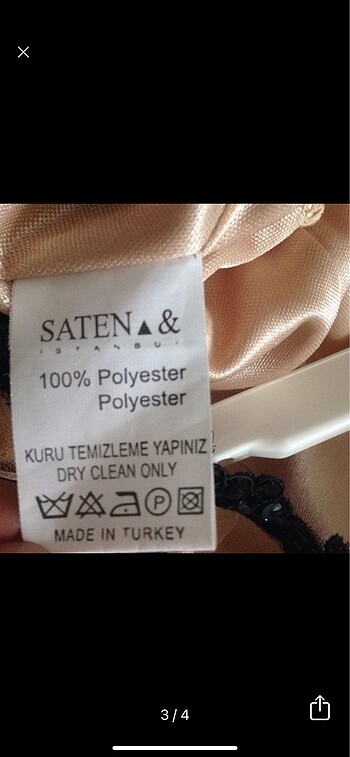 SATEN▲&
ISTANBUL
100% Polyester
Polyester
KURU TEMIZLEME YAPINIZ
DRY CLEAN ONLY
P
MADE IN TURKEY
3/4